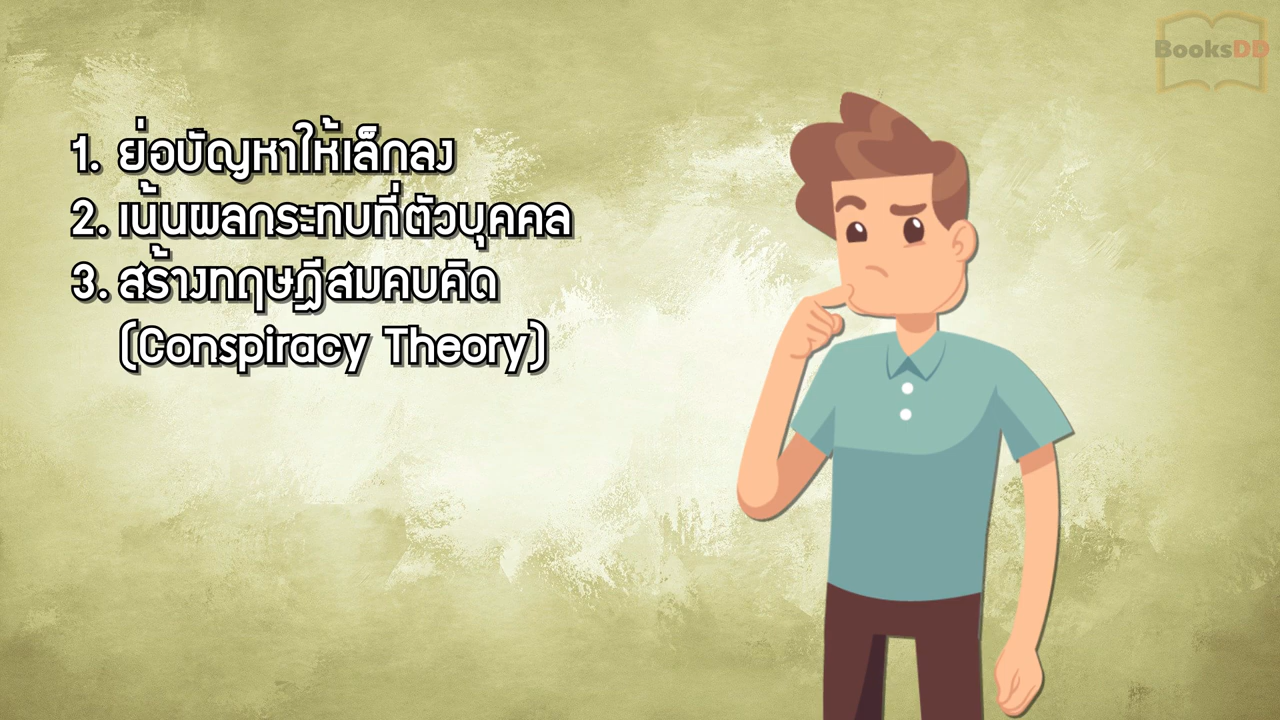 BooksDD
1. ย่อปัญหาให้เล็กลง
2. เน้นผลกระทบที่ตัวบุคคล
3. สร้างทฤษฎีสมคบคิด
(Conspiracy Theory)